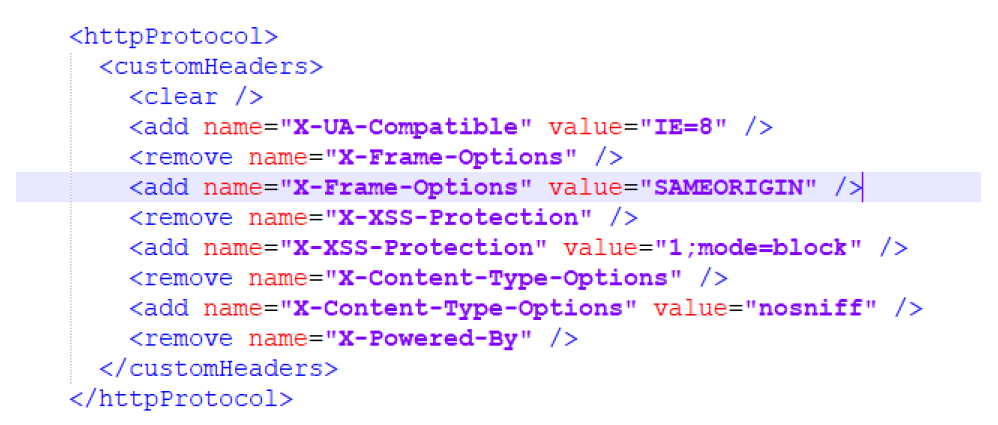 <httpProtocol>
<customHeaders>
<clear />
<add name="X-UA-Compatible" value="IE=8" />
<remove name="X-Frame-Options" />
<add name="X-Frame-Options" value="SAMEORIGIN" />
<remove name="X-XSS-Protection" />
<add name="X-XSS-Protection" value="1;mode=block" />
<remove name="X-Content-Type-Options" />
<add name="X-Content-Type-Options" value="nosniff" />
<remove name="X-Powered-By" />
</customHeaders>
</httpProtocol>